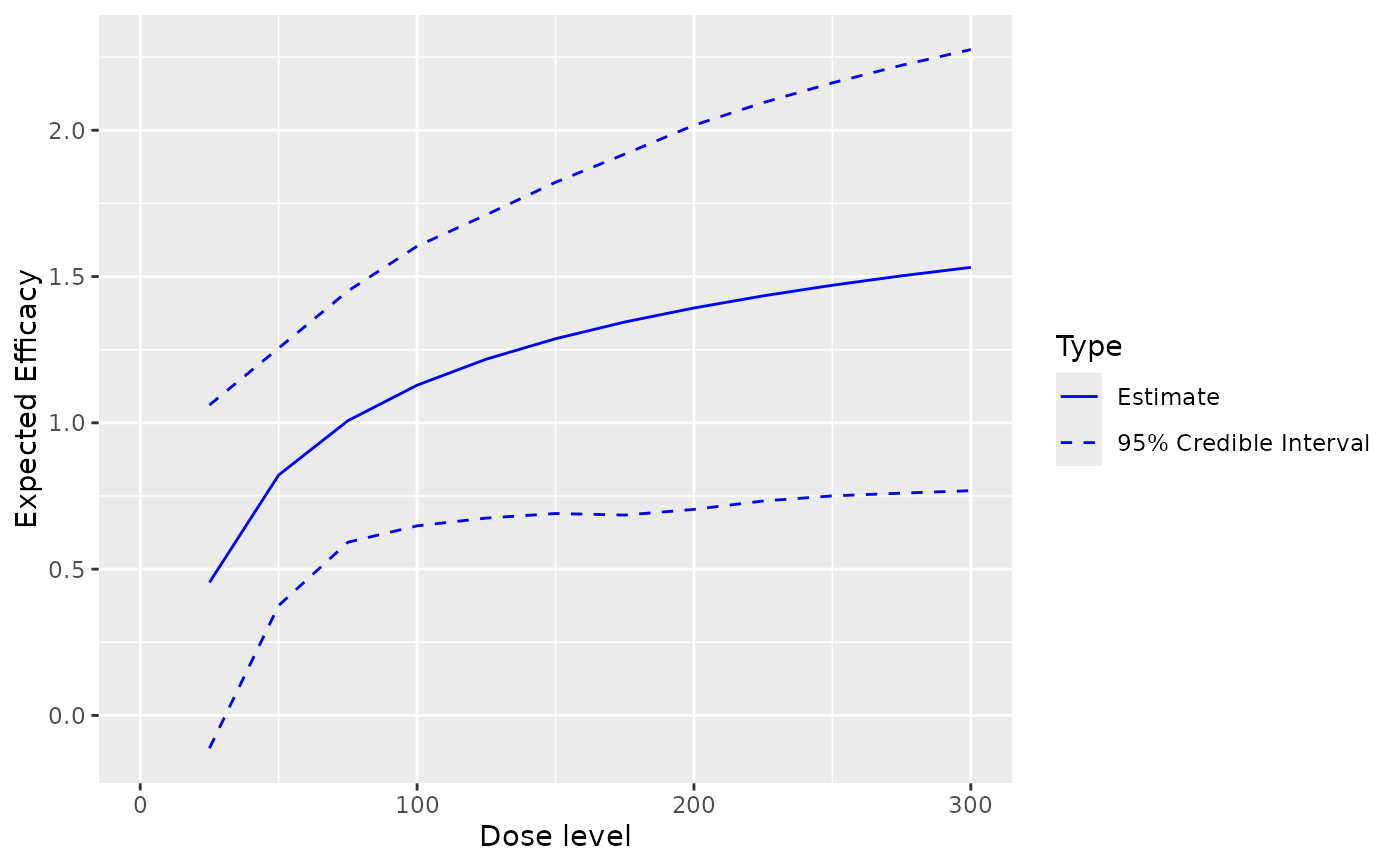 Expected Efficacy
2.0
1.5
1.0
0.5
0.0
0 100 200 300
Dose level
Type
Estimate
95% Credible Interval